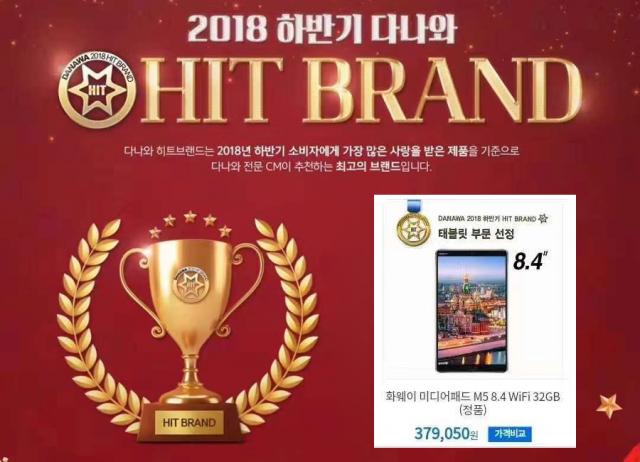 2018 하반기 다나와
DANAWA 2018 HIT BRAND
HIT
HIT BRAND
다나와 히트브랜드는 2018년 하반기 소비자에게 가장 많은 사랑을 받은 제품을 기준으로
다나와 전문 CM이 추천하는 최고의 브랜드입니다.
DANAWA 2018 하반기 HIT BRAND
태블릿 부문 선정
8.4"
화웨이 미디어패드 M5 8.4 WiFi 32GB
(정품)
379,050원 가격비교
HIT
HIT BRAND